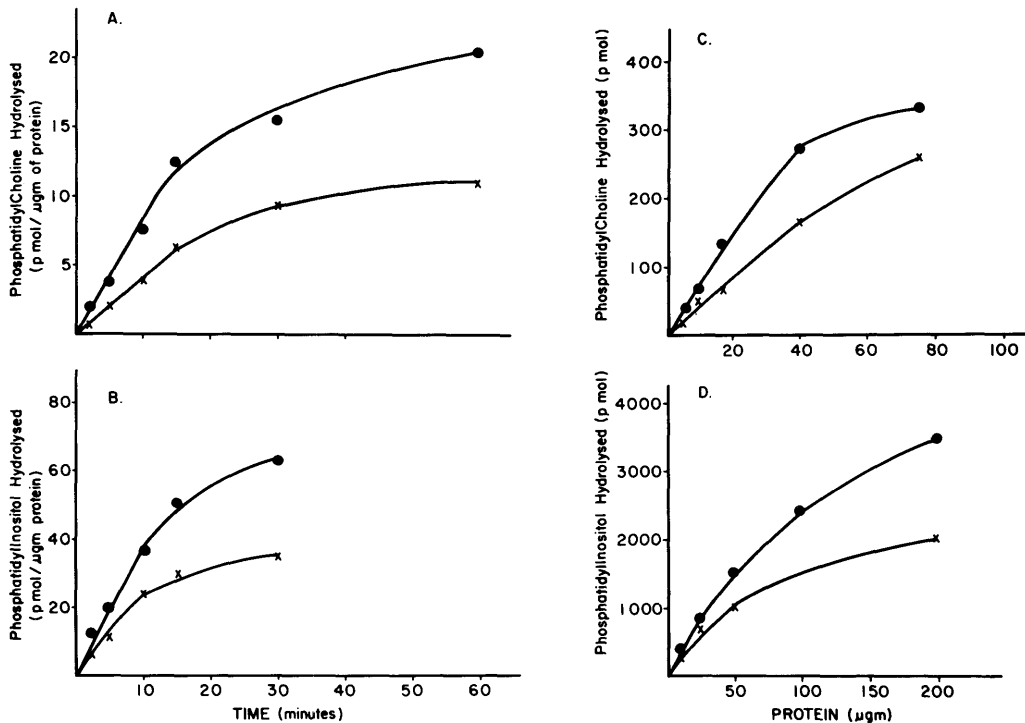 A.
PhosphatidylCholine Hydrolysed
(p mol/µgm of protein)
20
15
10
5
B.
PhosphatidylInositol Hydrolysed
(p mol/µgm protein)
80
60
40
20
10 20 30 40 50 60
TIME (minutes)
C.
PhosphatidylCholine Hydrolysed (p mol)
400
300
200
100
20 40 60 80 100
D.
PhosphatidylInositol Hydrolysed (p mol)
4000
3000
2000
1000
50 100 150 200
PROTEIN (µgm)